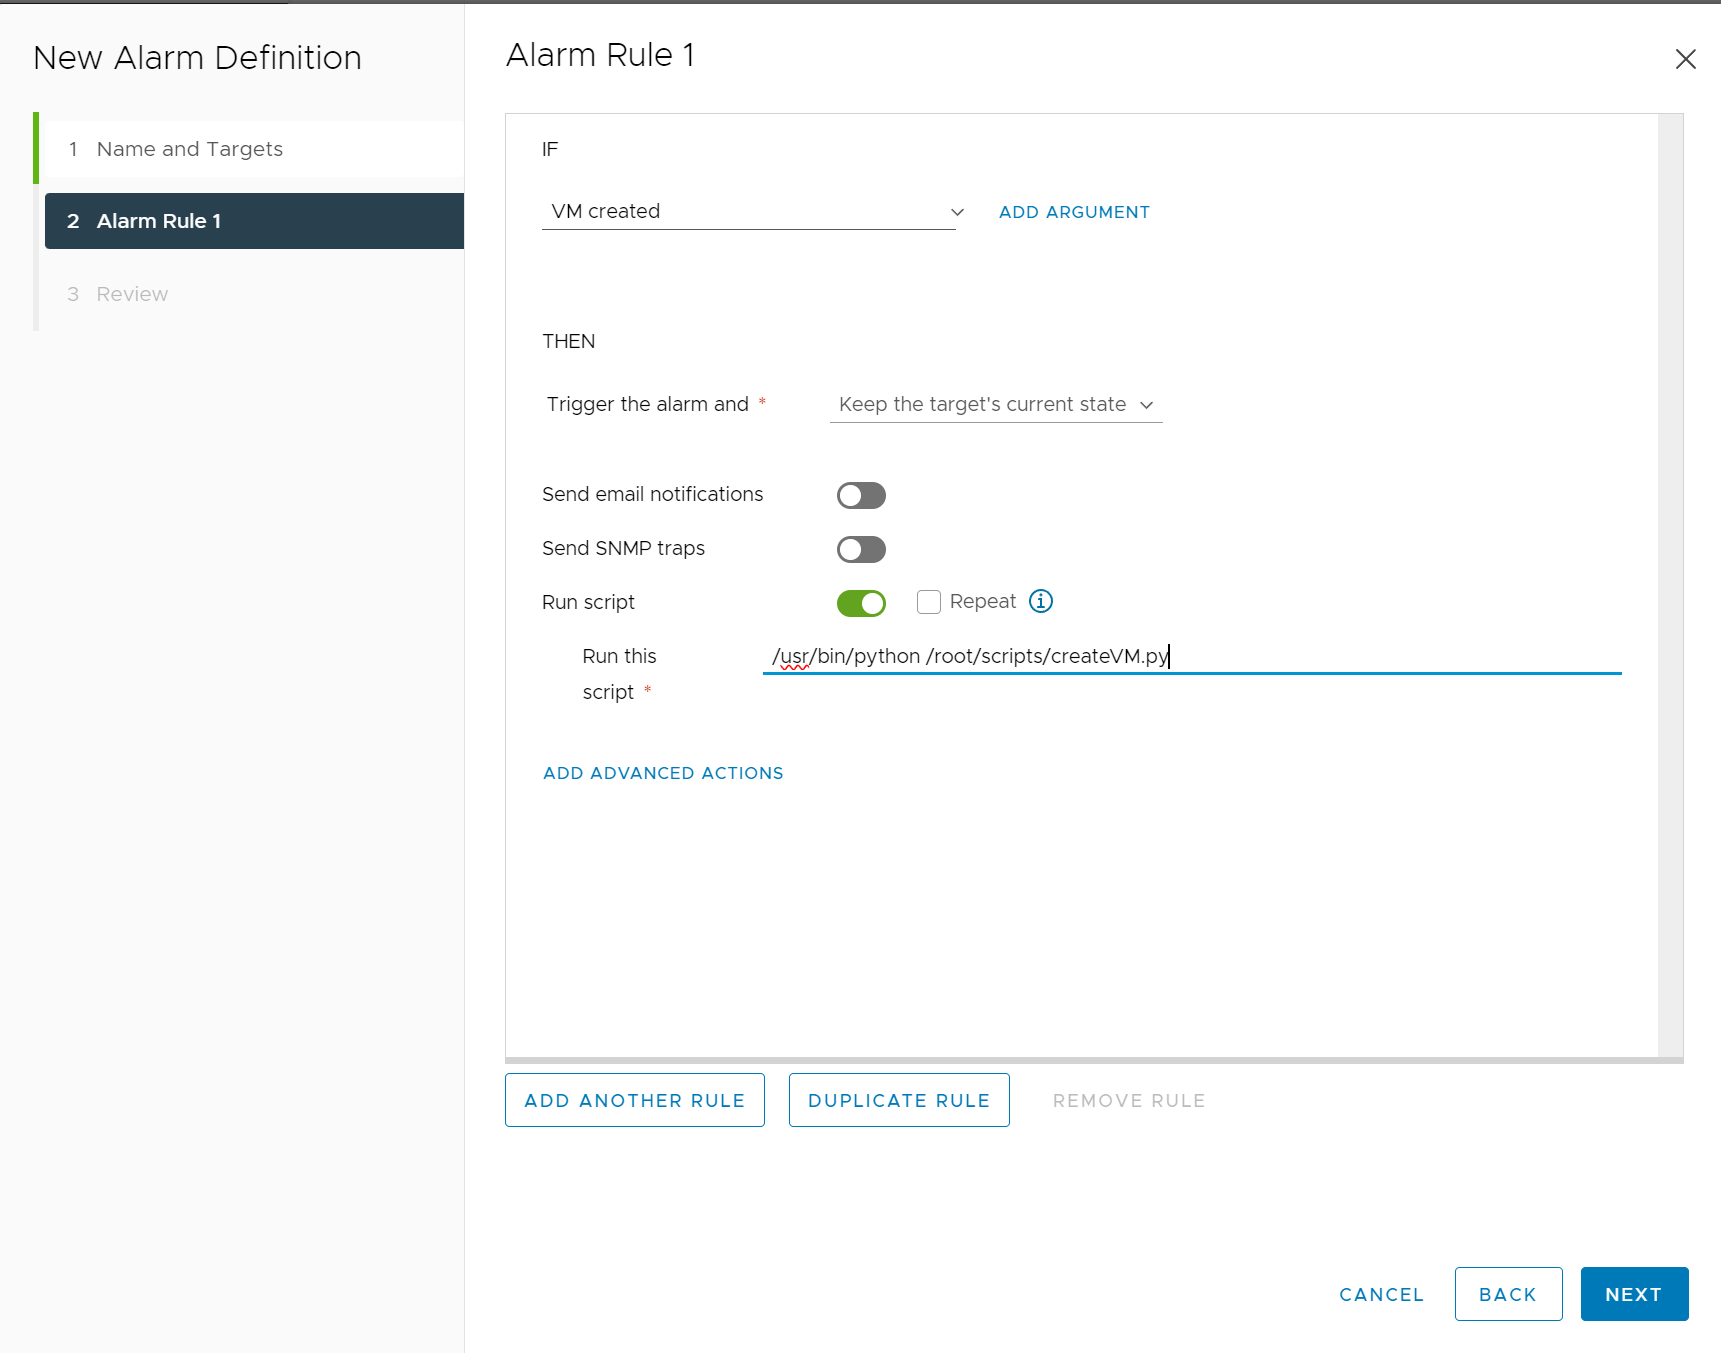 New Alarm Definition
1 Name and Targets
2 Alarm Rule 1
3 Review
Alarm Rule 1
IF
VM created
ADD ARGUMENT
THEN
Trigger the alarm and *
Keep the target's current state
Send email notifications
Send SNMP traps
Run script
Repeat
Run this
script *
/usr/bin/python /root/scripts/createVM.py
ADD ADVANCED ACTIONS
ADD ANOTHER RULE
DUPLICATE RULE
REMOVE RULE
CANCEL
BACK
NEXT